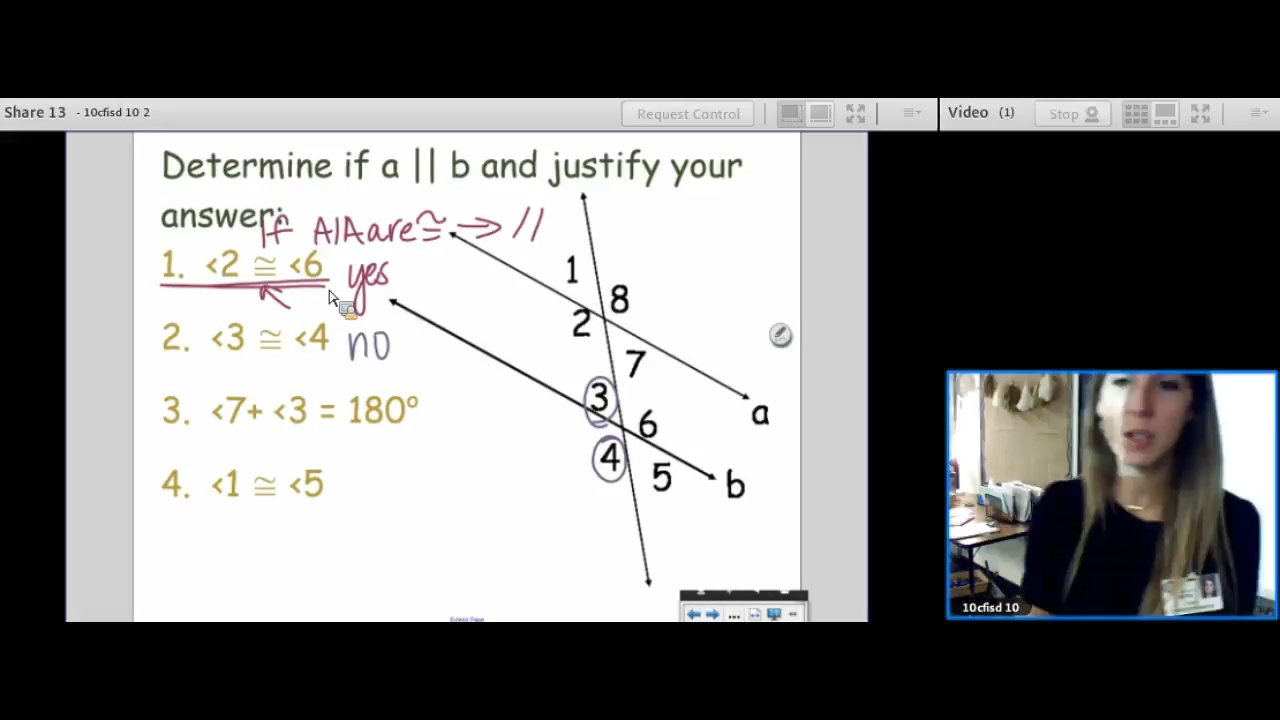 Share 13 - 10cfisd 10 2
Request Control
Video (1)
Stop
Determine if a || b and justify your
answer:
If AIA are ≅ → //
1. <2 ≅ <6 yes
2. <3 ≅ <4 no
3. <7+ <3 = 180°
4. <1 ≅ <5
1
8
2
7
3
6
a
4
5
b
Extend Page
10cfisd 10